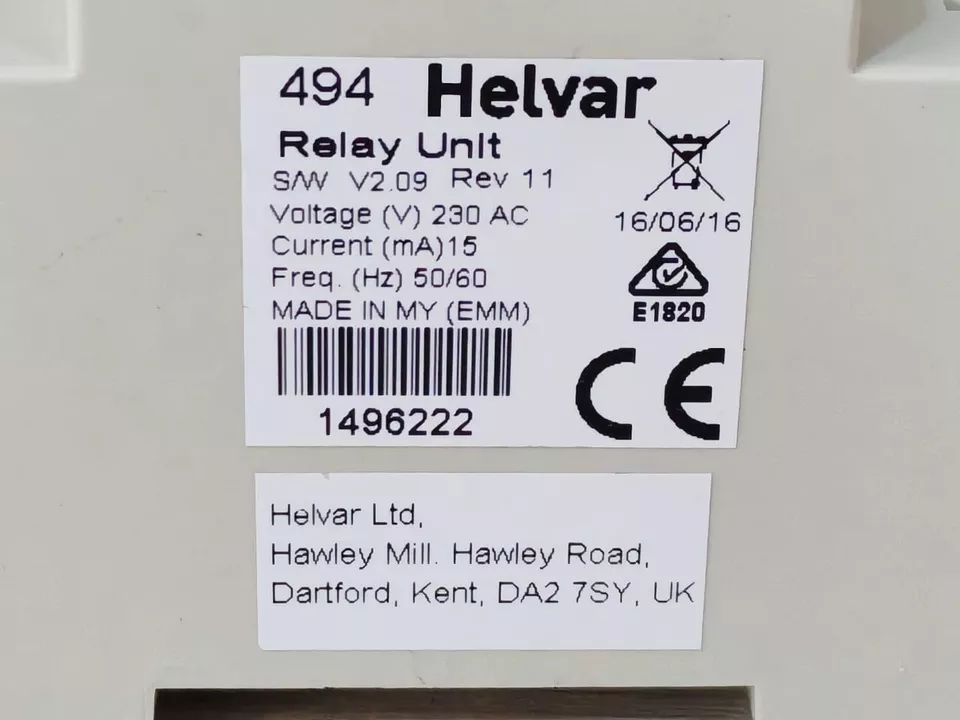 494 Helvar
Relay Unit
S/W V2.09 Rev 11
Voltage (V) 230 AC
16/06/16
Current (mA)15
Freq. (Hz) 50/60
MADE IN MY (EMM)
E1820
CE
1496222
Helvar Ltd,
Hawley Mill. Hawley Road,
Dartford, Kent, DA2 7SY, UK